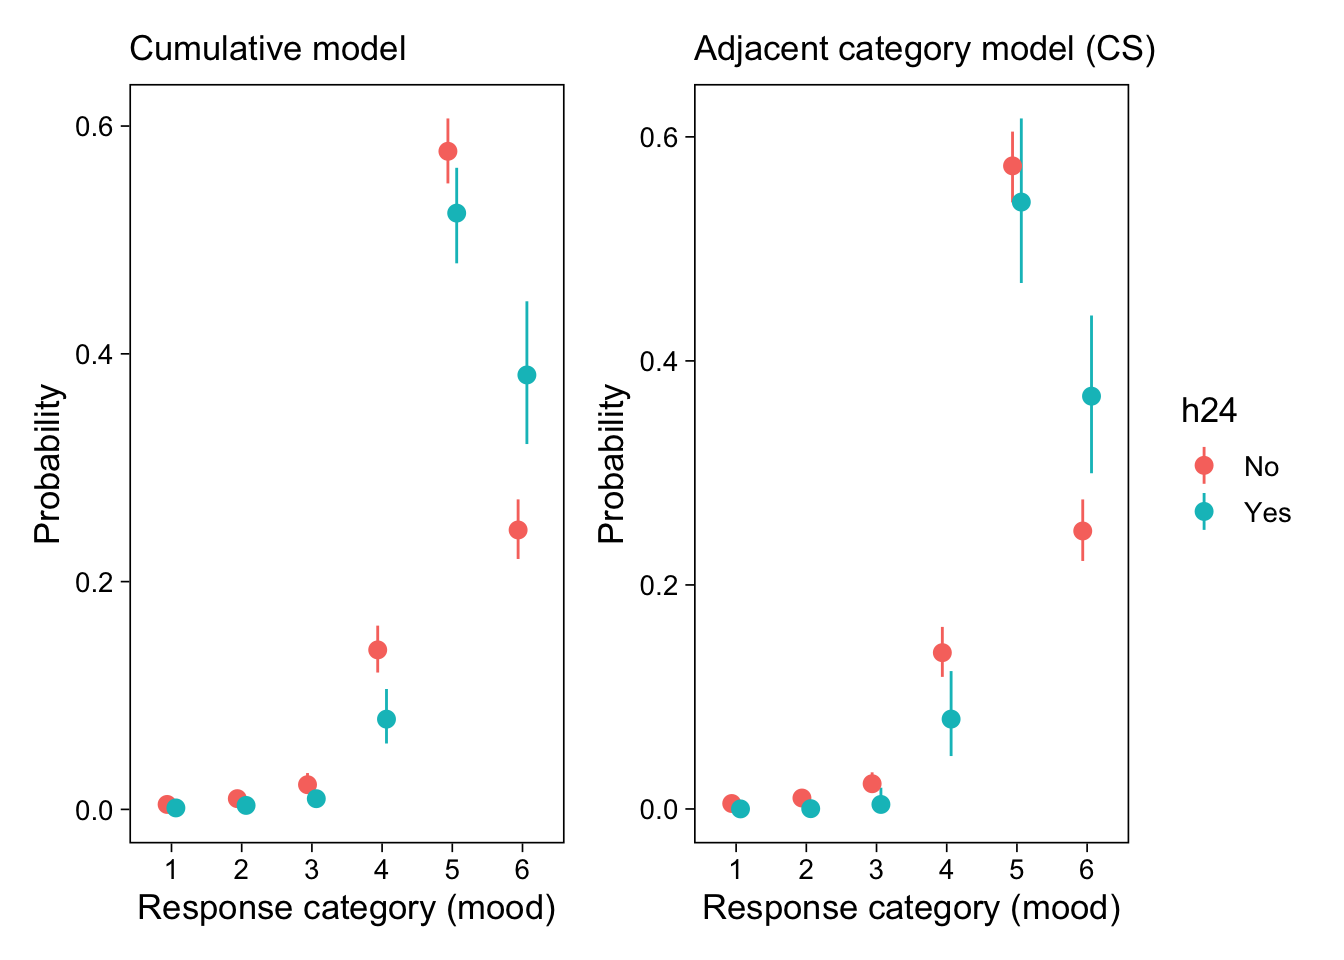 Cumulative model
Adjacent category model (CS)
Probability
0.6
0.4
0.2
0.0
1 2 3 4 5 6
Response category (mood)
Probability
0.6
0.4
0.2
0.0
1 2 3 4 5 6
Response category (mood)
h24
No
Yes